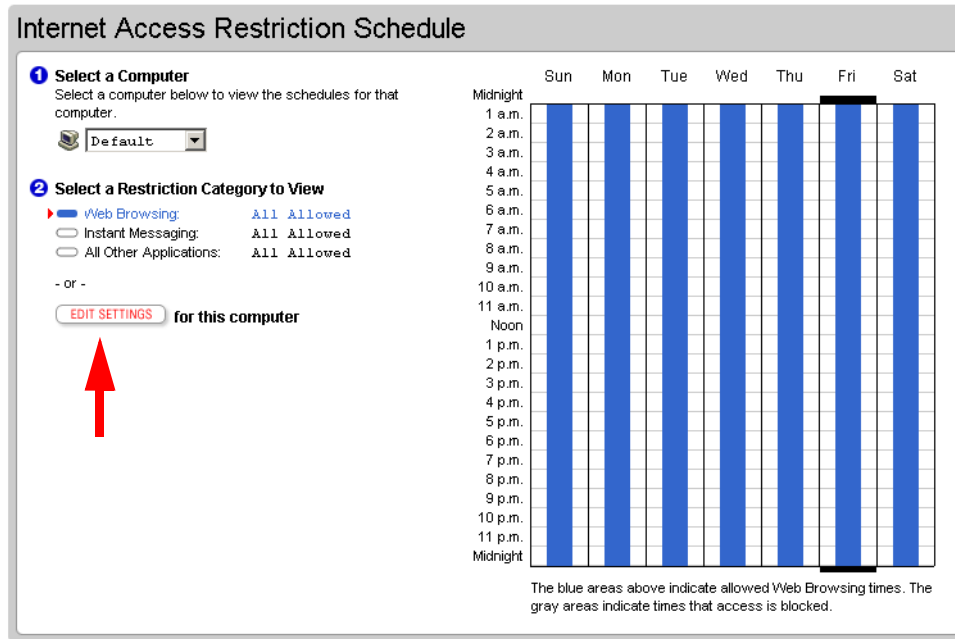 Internet Access Restriction Schedule
1 Select a Computer
Select a computer below to view the schedules for that
computer.
Default
2 Select a Restriction Category to View
Web Browsing: All Allowed
Instant Messaging: All Allowed
All Other Applications: All Allowed
- or -
EDIT SETTINGS for this computer
Sun Mon Tue Wed Thu Fri Sat
Midnight
1 a.m.
2 a.m.
3 a.m.
4 a.m.
5 a.m.
6 a.m.
7 a.m.
8 a.m.
9 a.m.
10 a.m.
11 a.m.
Noon
1 p.m.
2 p.m.
3 p.m.
4 p.m.
5 p.m.
6 p.m.
7 p.m.
8 p.m.
9 p.m.
10 p.m.
11 p.m.
Midnight
The blue areas above indicate allowed Web Browsing times. The
gray areas indicate times that access is blocked.